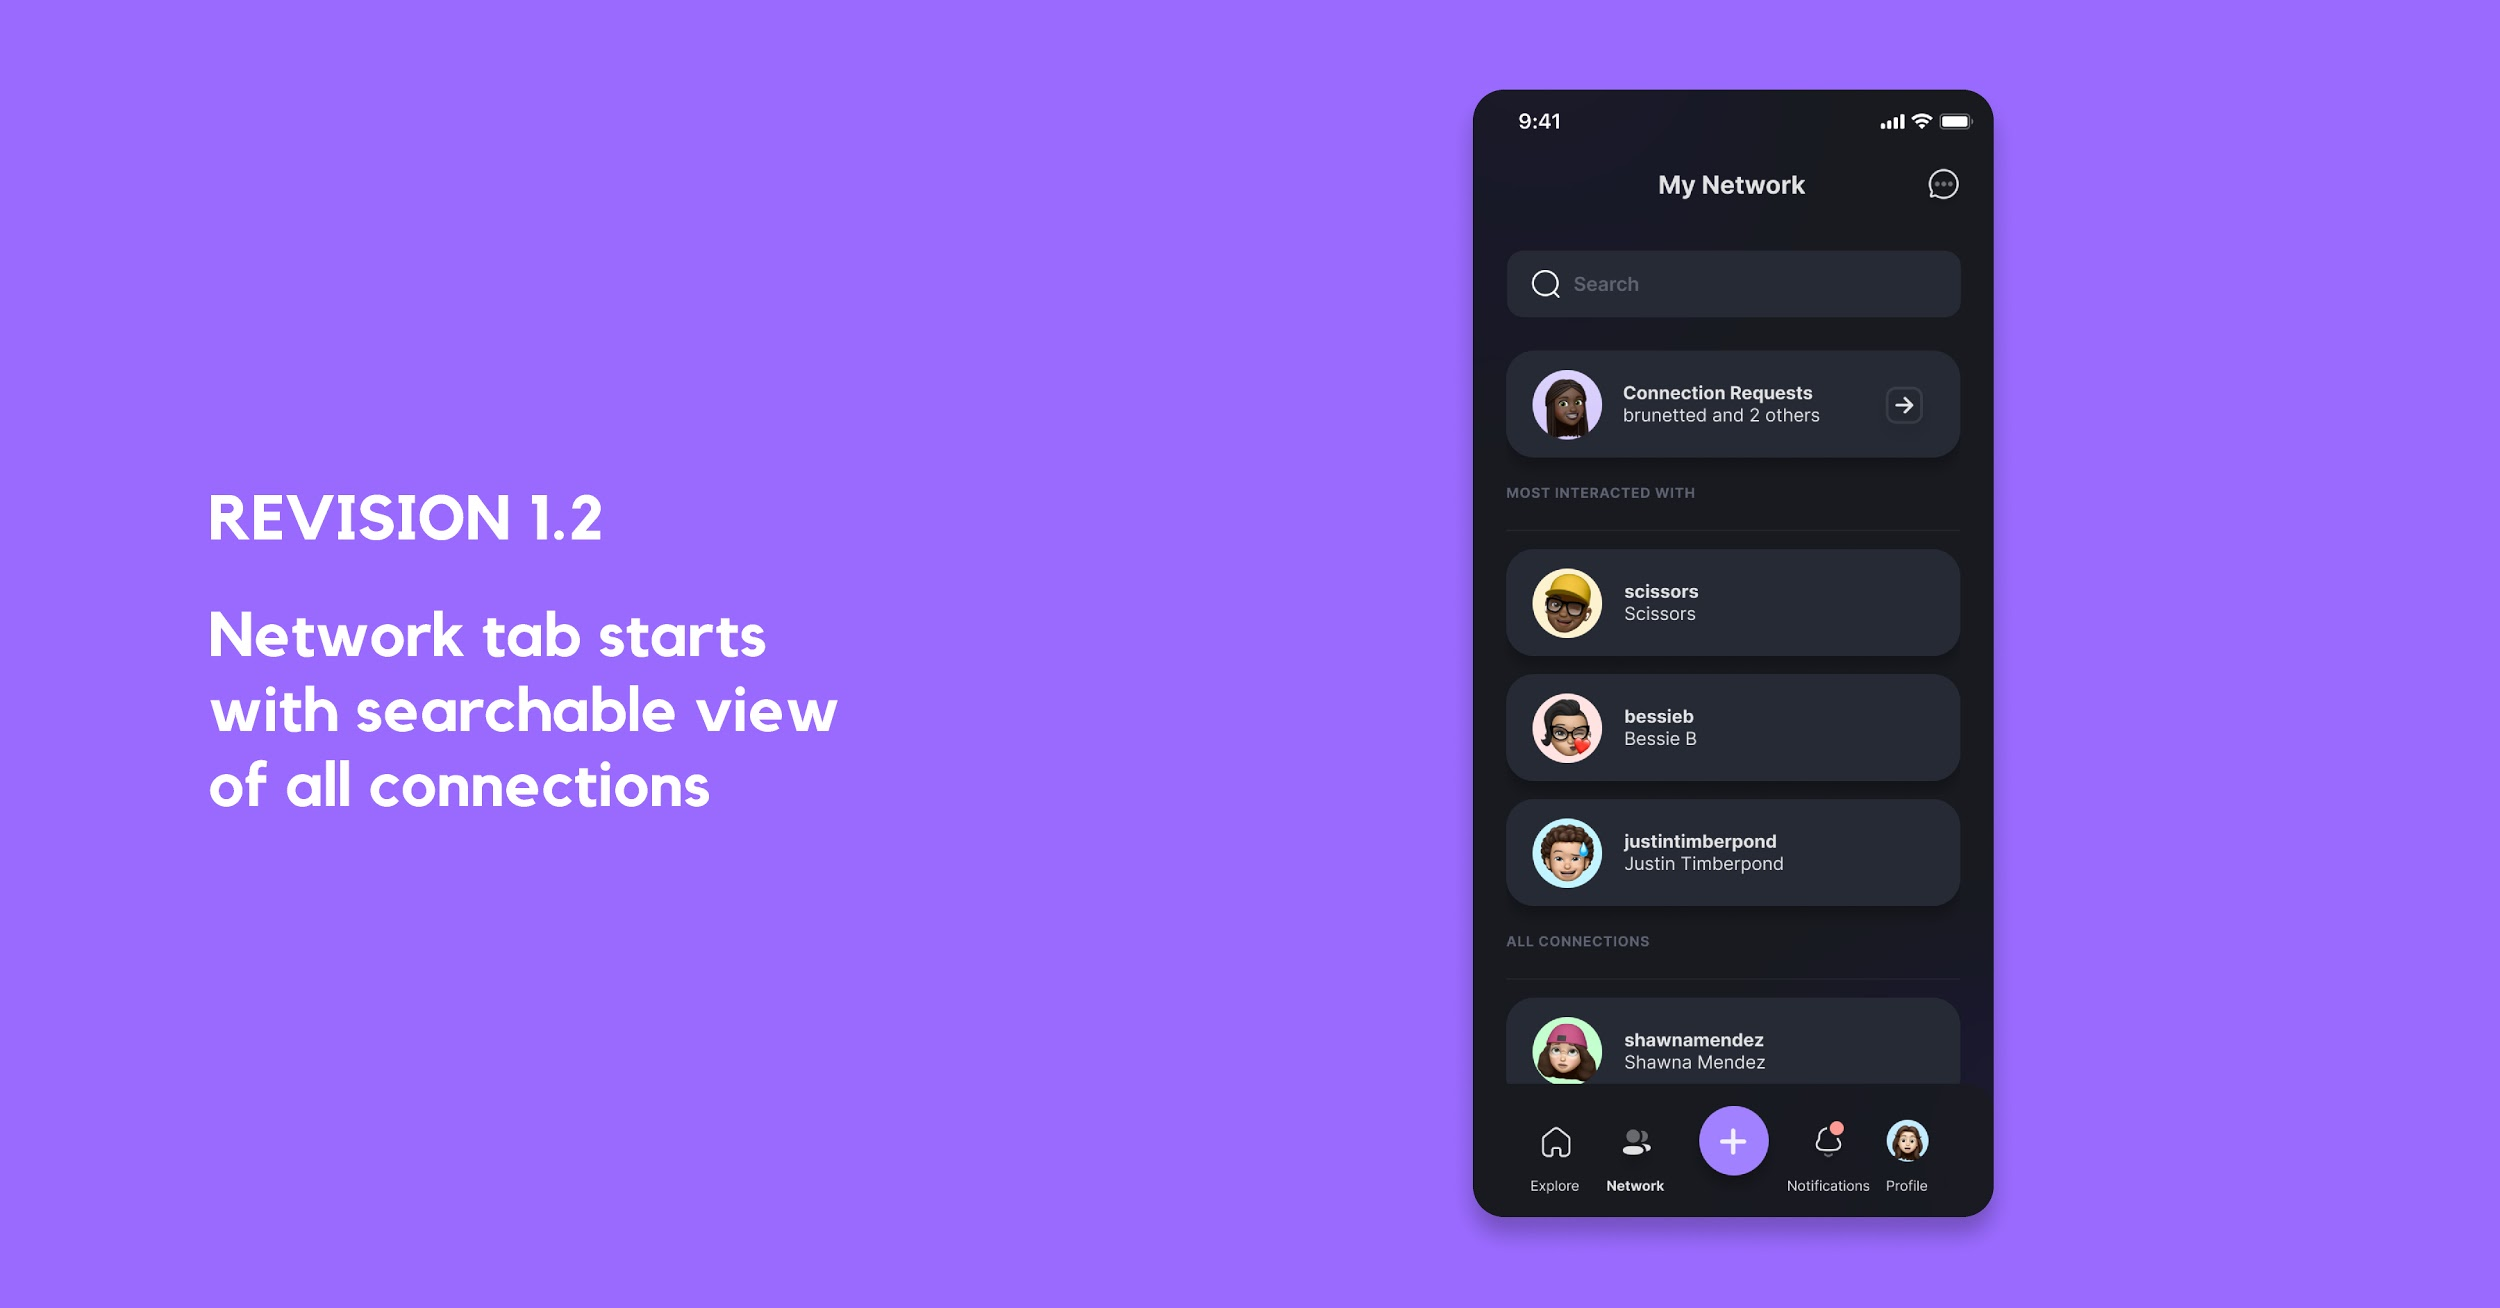 REVISION 1.2
Network tab starts
with searchable view
of all connections
9:41
My Network
Search
Connection Requests
brunetted and 2 others
MOST INTERACTED WITH
scissors
Scissors
bessieb
Bessie B
justintimberpond
Justin Timberpond
ALL CONNECTIONS
shawnamendez
Shawna Mendez
Explore
Network
Notifications
Profile